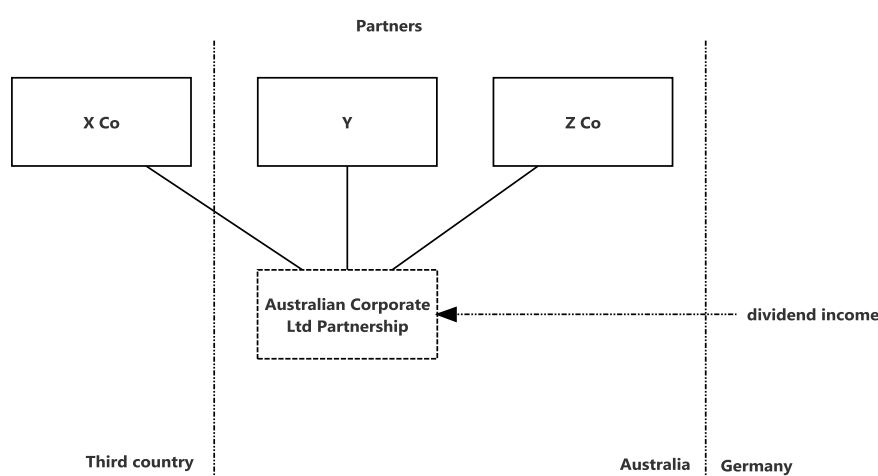 Partners
X Co
Y
Z Co
Australian Corporate
Ltd Partnership
dividend income
Third country
Australia
Germany